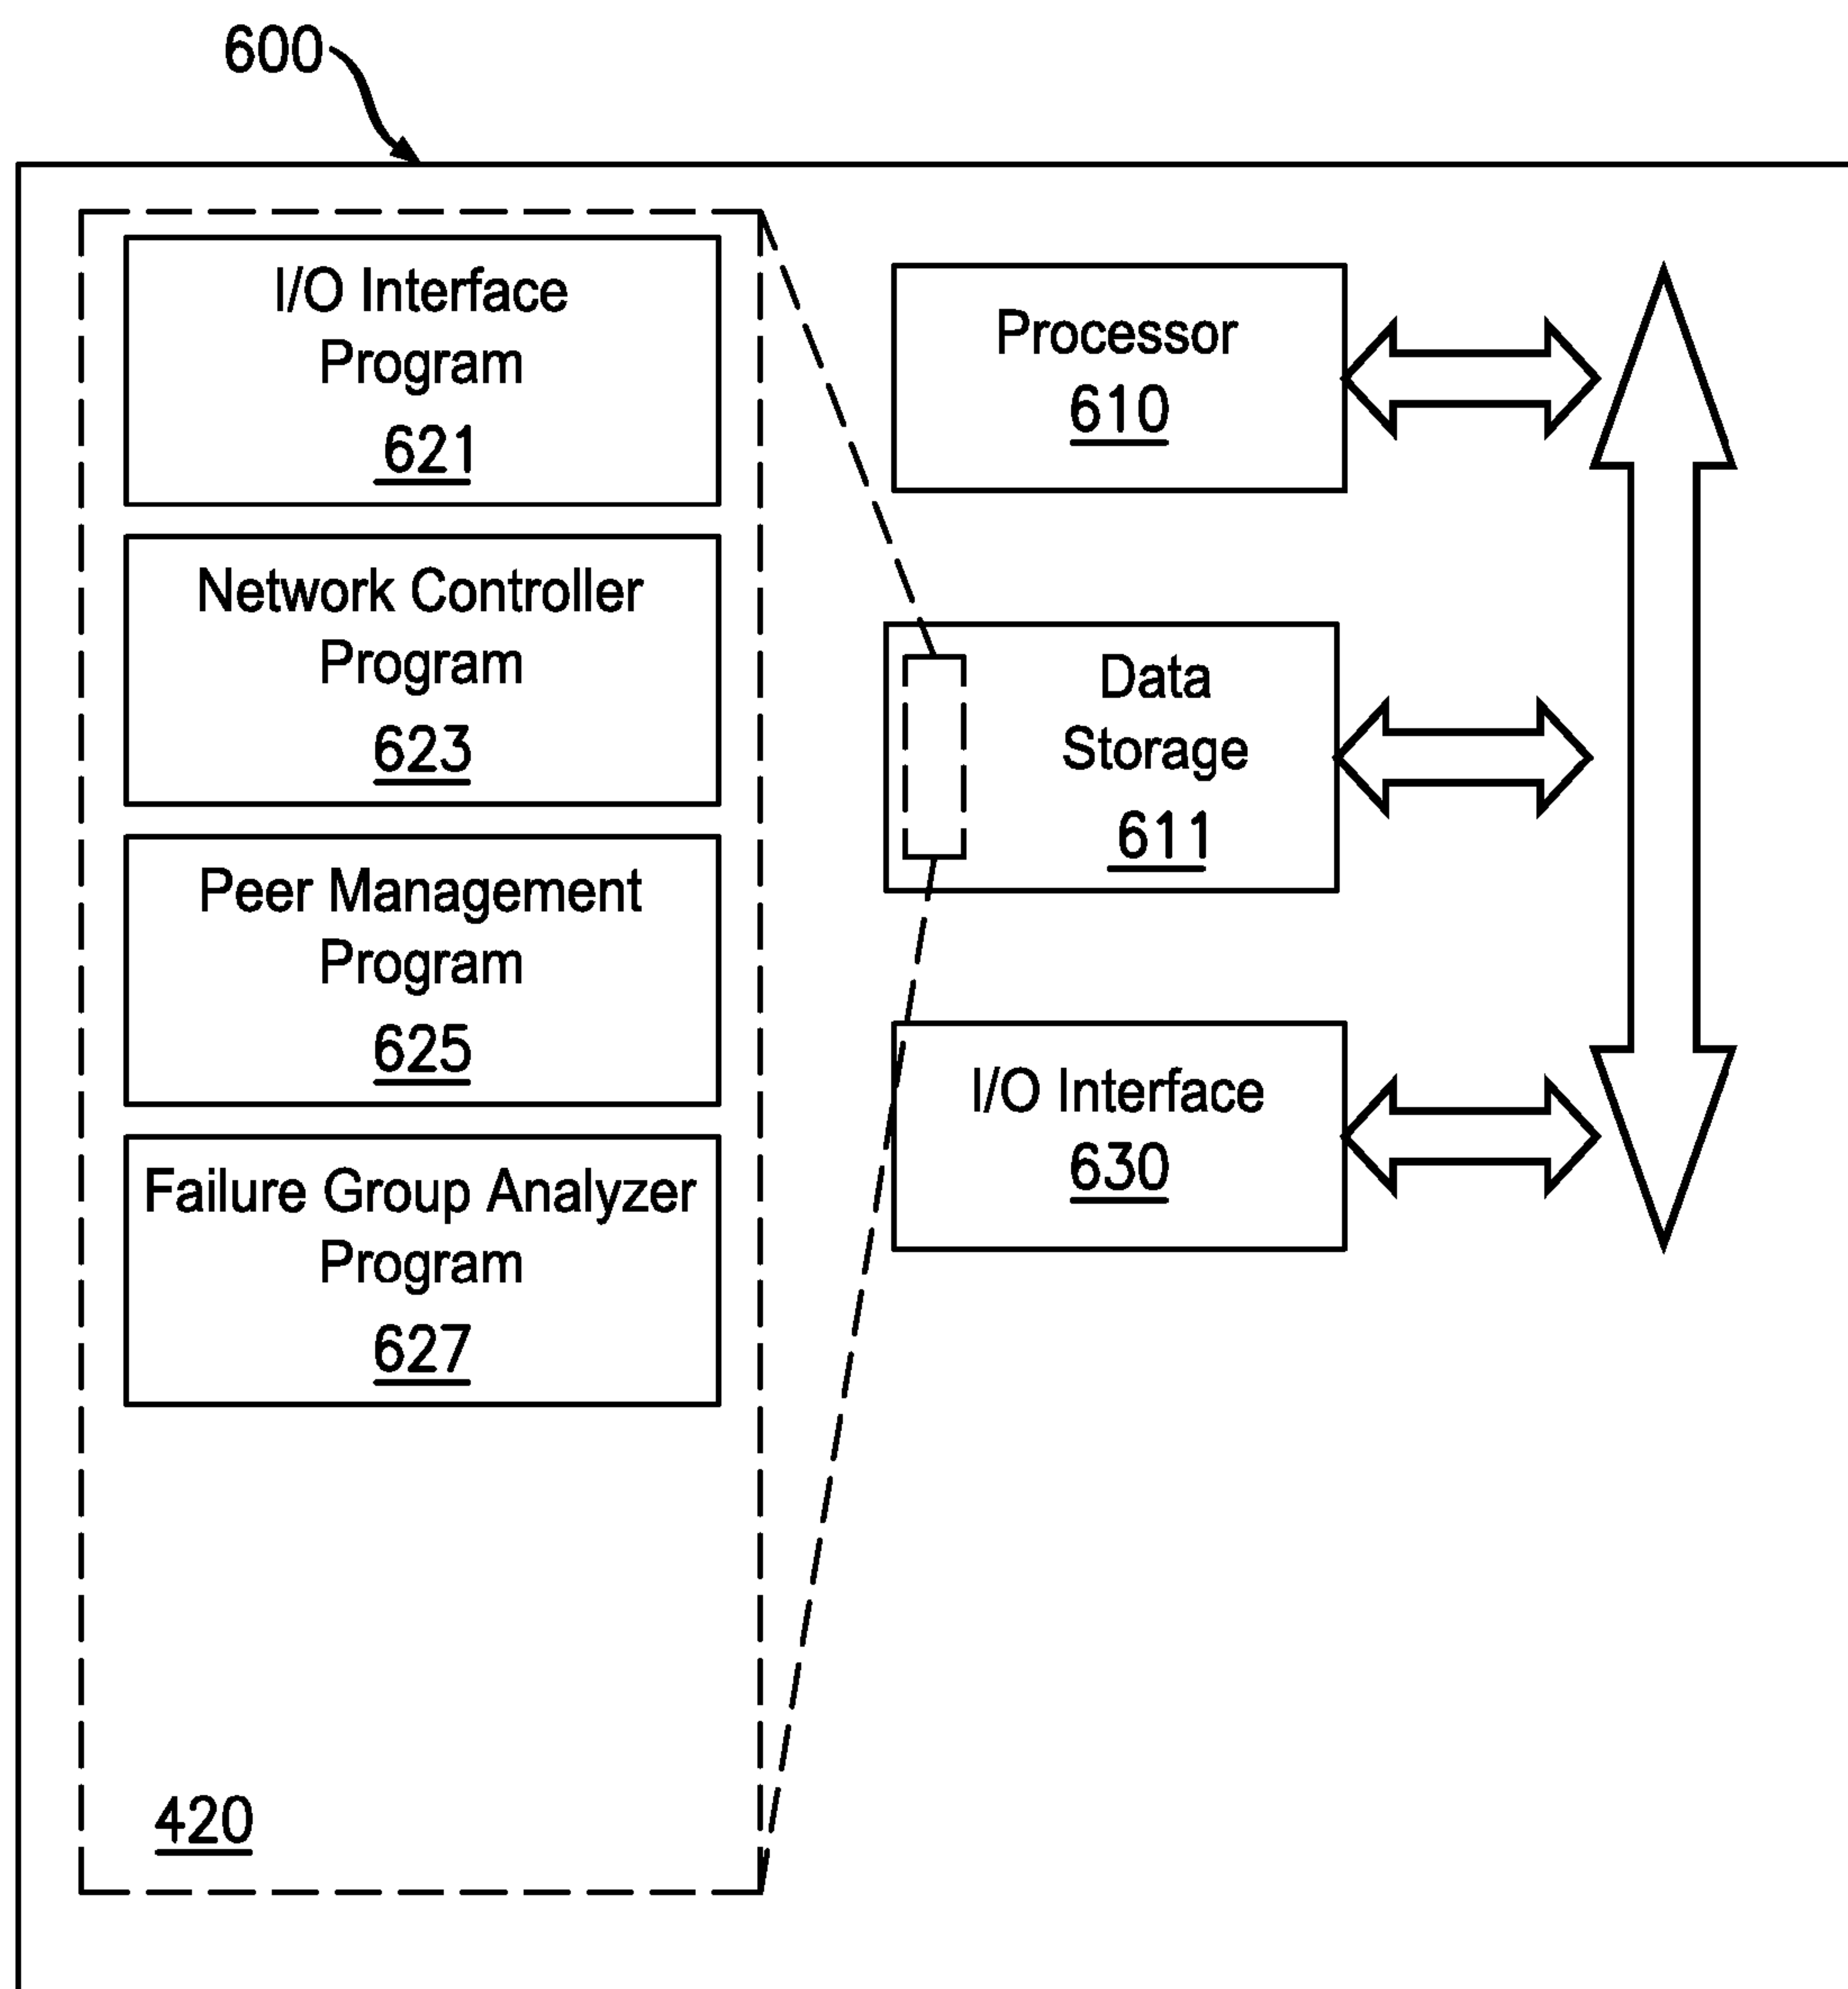 600
I/O Interface
Program
621
Network Controller
Program
623
Peer Management
Program
625
Failure Group Analyzer
Program
627
420
Processor
610
Data
Storage
611
I/O Interface
630